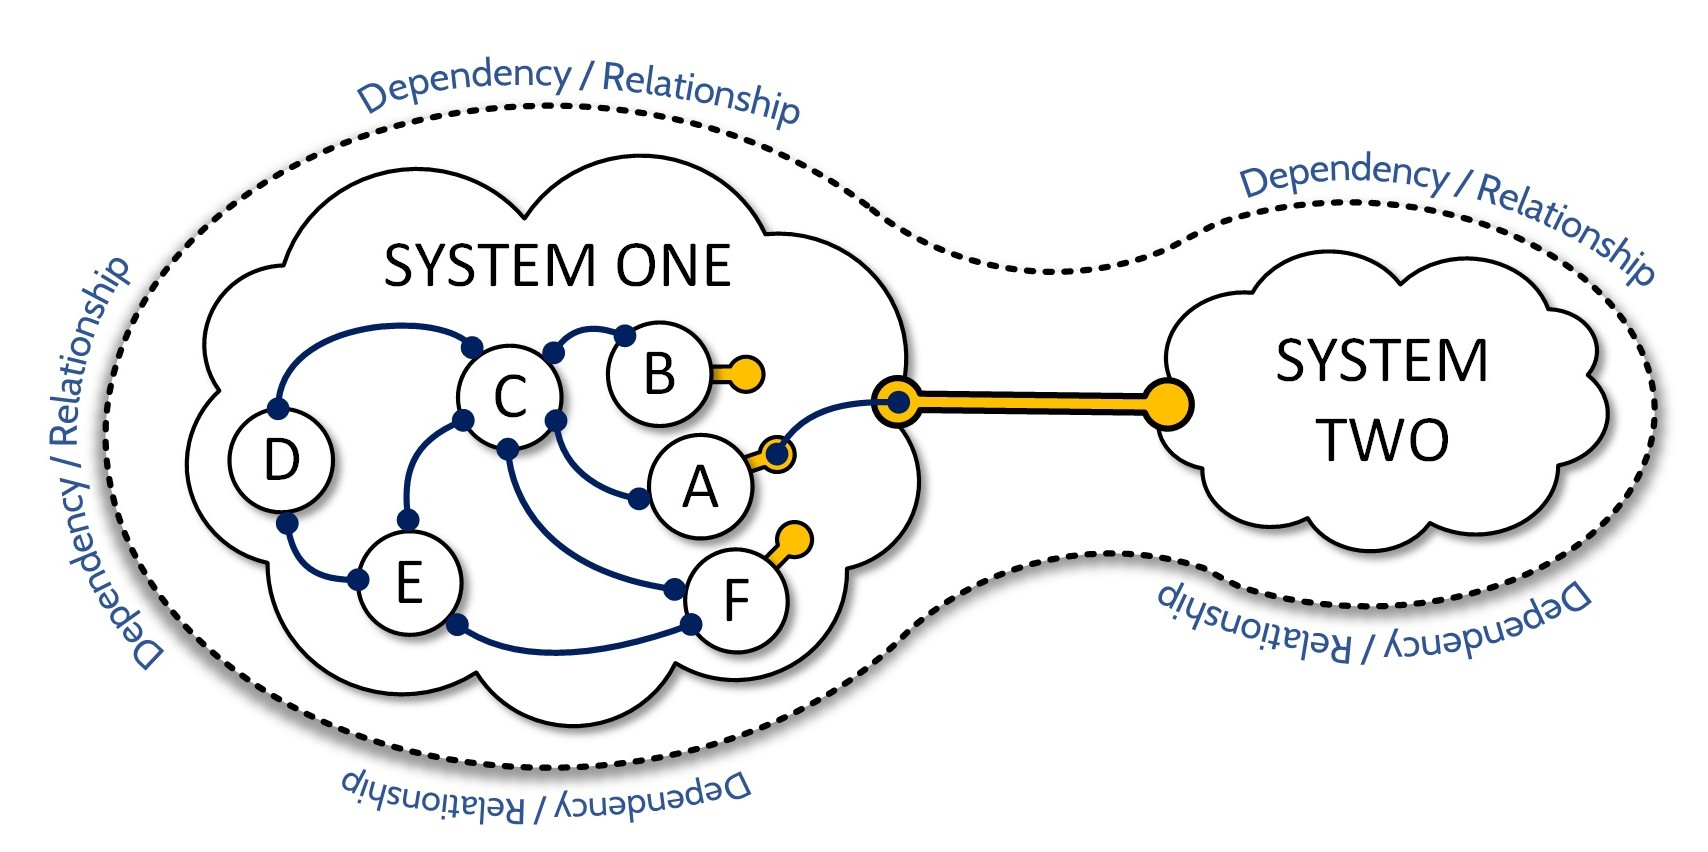 Dependency / Relationship
Dependency / Relationship
Dependency / Relationship
SYSTEM ONE
SYSTEM
TWO
B
C
D
A
E
F
Dependency / Relationship
Dependency / Relationship